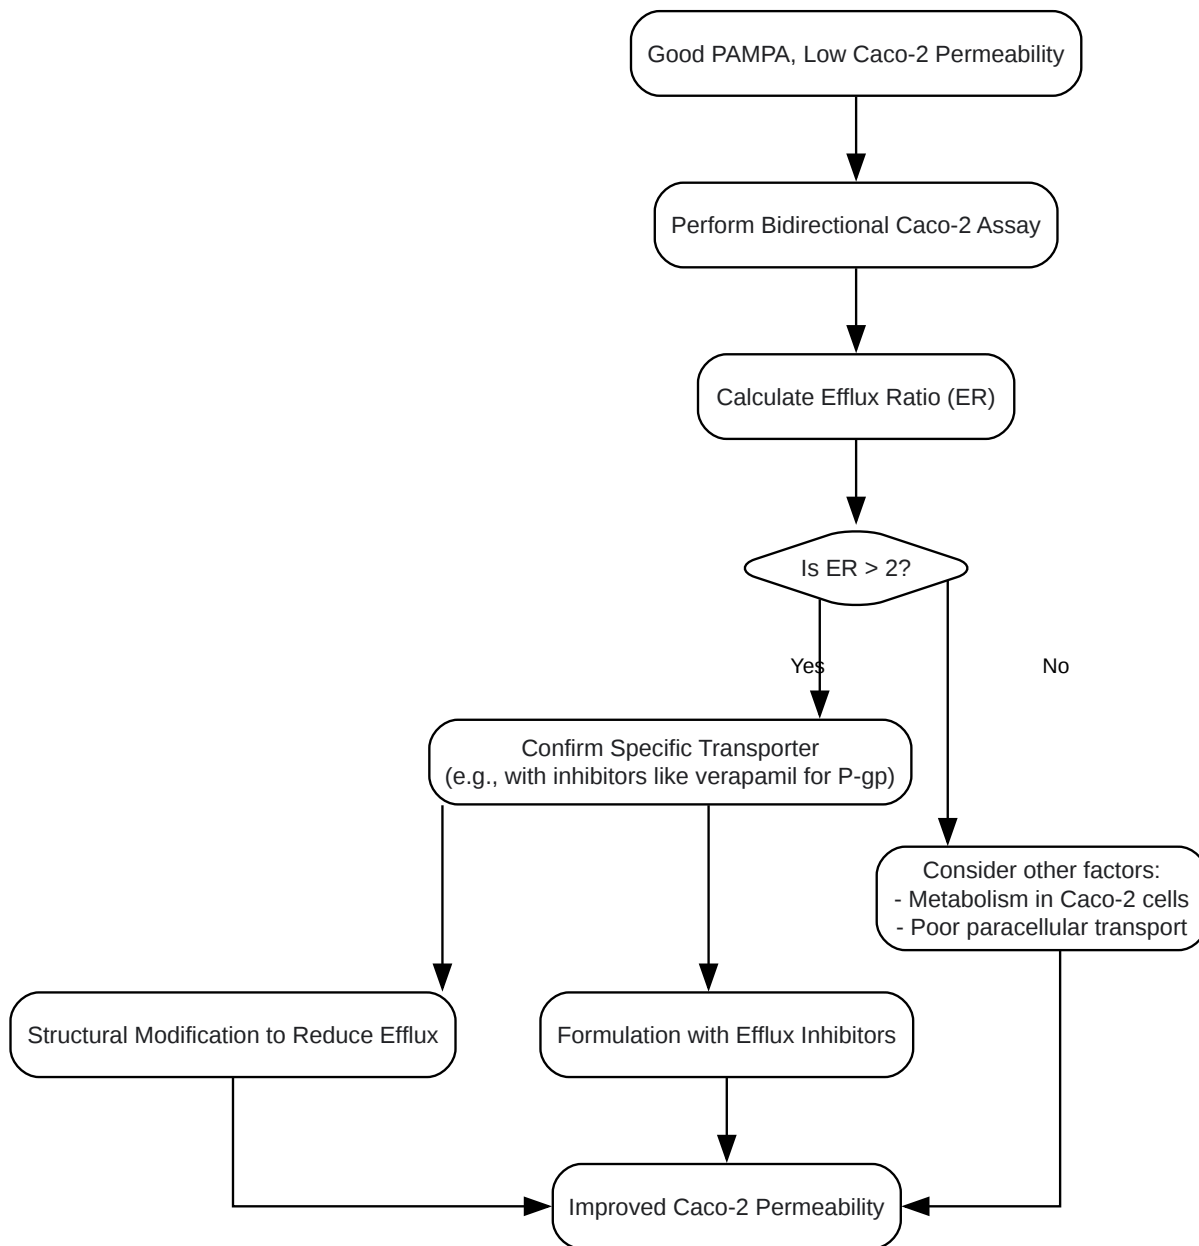 Good PAMPA, Low Caco-2 Permeability
Perform Bidirectional Caco-2 Assay
Calculate Efflux Ratio (ER)
Is ER > 2?
Yes
No
Confirm Specific Transporter
(e.g., with inhibitors like verapamil for P-gp)
Consider other factors:
- Metabolism in Caco-2 cells
- Poor paracellular transport
Structural Modification to Reduce Efflux
Formulation with Efflux Inhibitors
Improved Caco-2 Permeability